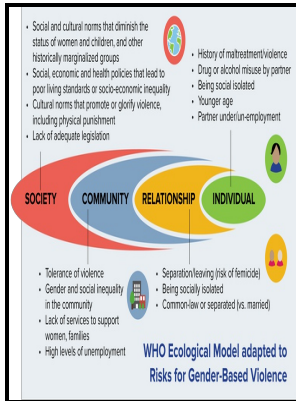 • Social and cultural norms that diminish the
status of women and children, and other
historically marginalized groups
• Social, economic and health policies that lead to
poor living standards or socio-economic inequality
• Cultural norms that promote or glorify violence,
including physical punishment
• Lack of adequate legislation
• History of maltreatment/violence
• Drug or alcohol misuse by partner
• Being social isolated
• Younger age
• Partner under/un-employment
SOCIETY
COMMUNITY
RELATIONSHIP
INDIVIDUAL
• Tolerance of violence
• Gender and social inequality
in the community
• Lack of services to support
women, families
• High levels of unemployment
• Separation/leaving (risk of femicide)
• Being socially isolated
• Common-law or separated (vs. married)
WHO Ecological Model adapted to
Risks for Gender-Based Violence